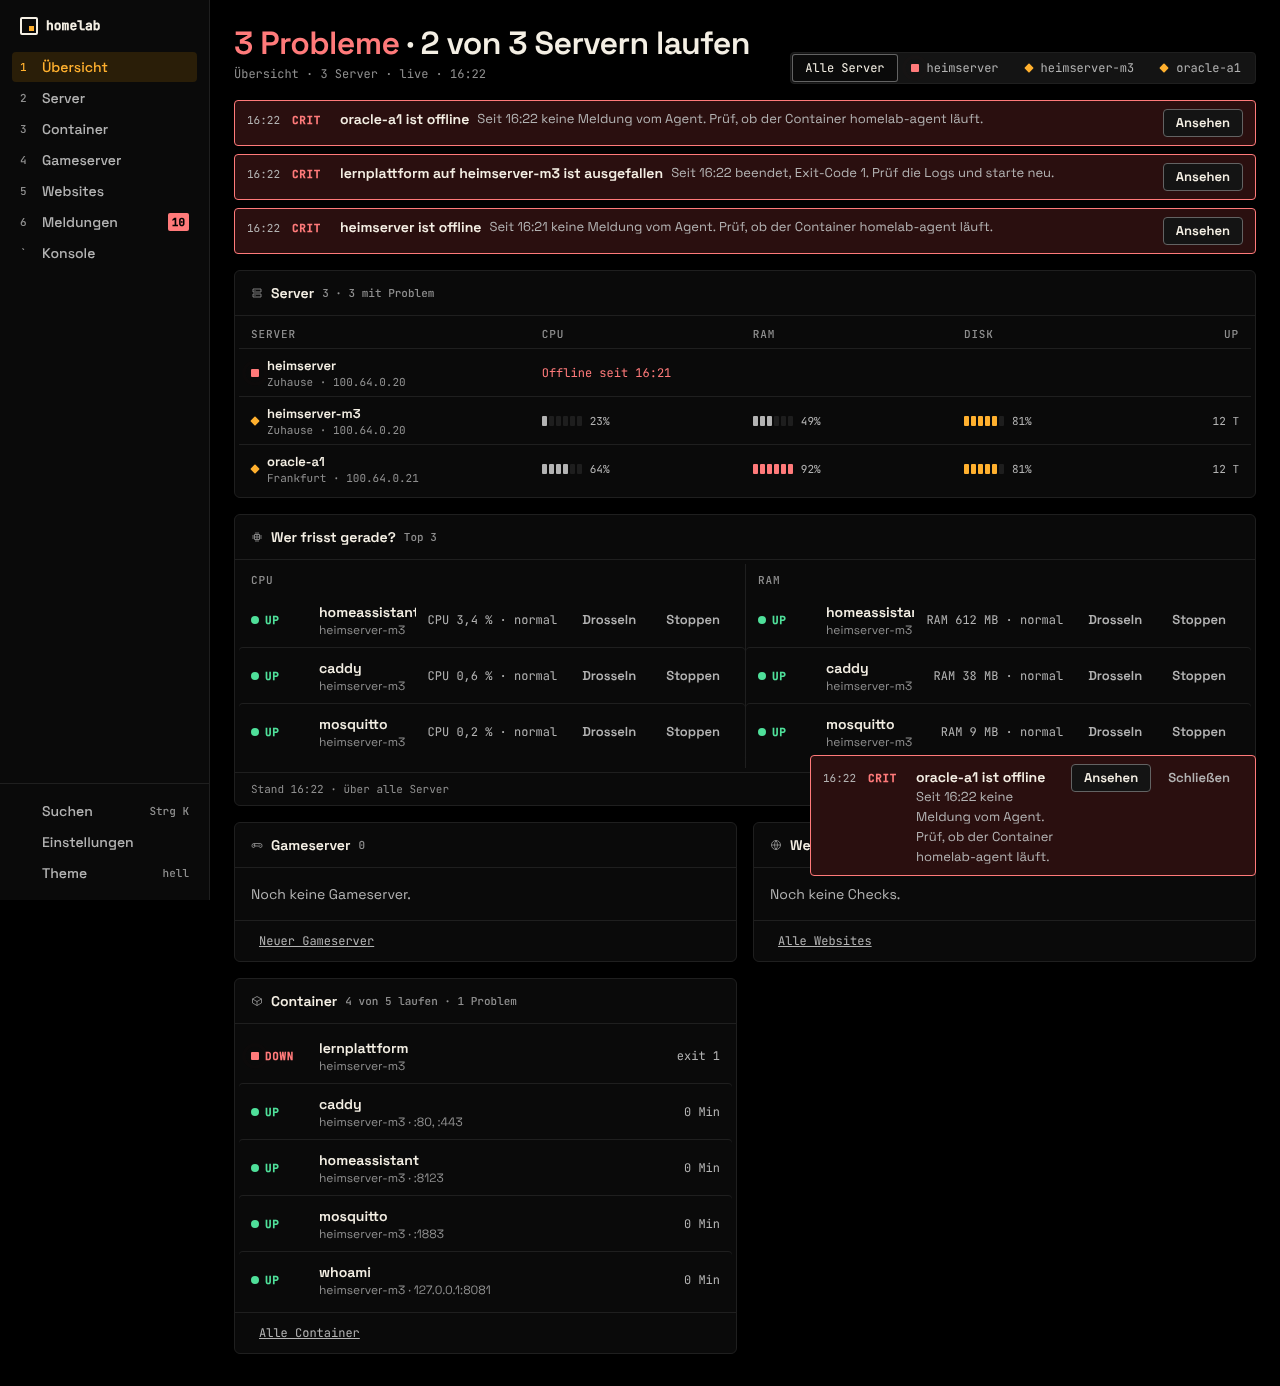 homelab
1 Übersicht
2 Server
3 Container
4 Gameserver
5 Websites
6 Meldungen 10
` Konsole
Suchen Strg K
Einstellungen
Theme hell
3 Probleme · 2 von 3 Servern laufen
Übersicht · 3 Server · live · 16:22
Alle Server heimserver heimserver-m3 oracle-a1
16:22 CRIT oracle-a1 ist offline Seit 16:22 keine Meldung vom Agent. Prüf, ob der Container homelab-agent läuft. Ansehen
16:22 CRIT lernplattform auf heimserver-m3 ist ausgefallen Seit 16:22 beendet, Exit-Code 1. Prüf die Logs und starte neu. Ansehen
16:22 CRIT heimserver ist offline Seit 16:21 keine Meldung vom Agent. Prüf, ob der Container homelab-agent läuft. Ansehen
Server 3 · 3 mit Problem
SERVER CPU RAM DISK UP
heimserver
Zuhause · 100.64.0.20
Offline seit 16:21
heimserver-m3
Zuhause · 100.64.0.20
23% 49% 81% 12 T
oracle-a1
Frankfurt · 100.64.0.21
64% 92% 81% 12 T
Wer frisst gerade? Top 3
CPU
UP homeassistant CPU 3,4 % · normal Drosseln Stoppen
heimserver-m3
UP caddy CPU 0,6 % · normal Drosseln Stoppen
heimserver-m3
UP mosquitto CPU 0,2 % · normal Drosseln Stoppen
heimserver-m3
RAM
UP homeassistar RAM 612 MB · normal Drosseln Stoppen
heimserver-m3
UP caddy RAM 38 MB · normal Drosseln Stoppen
heimserver-m3
UP mosquitto RAM 9 MB · normal Drosseln Stoppen
heimserver-m3
Stand 16:22 · über alle Server
16:22 CRIT oracle-a1 ist offline Ansehen Schließen
Seit 16:22 keine
Meldung vom Agent.
Prüf, ob der Container
homelab-agent läuft.
Gameserver 0
Noch keine Gameserver.
Neuer Gameserver
We
Noch keine Checks.
Alle Websites
Container 4 von 5 laufen · 1 Problem
DOWN lernplattform exit 1
heimserver-m3
UP caddy 0 Min
heimserver-m3 · :80, :443
UP homeassistant 0 Min
heimserver-m3 · :8123
UP mosquitto 0 Min
heimserver-m3 · :1883
UP whoami 0 Min
heimserver-m3 · 127.0.0.1:8081
Alle Container